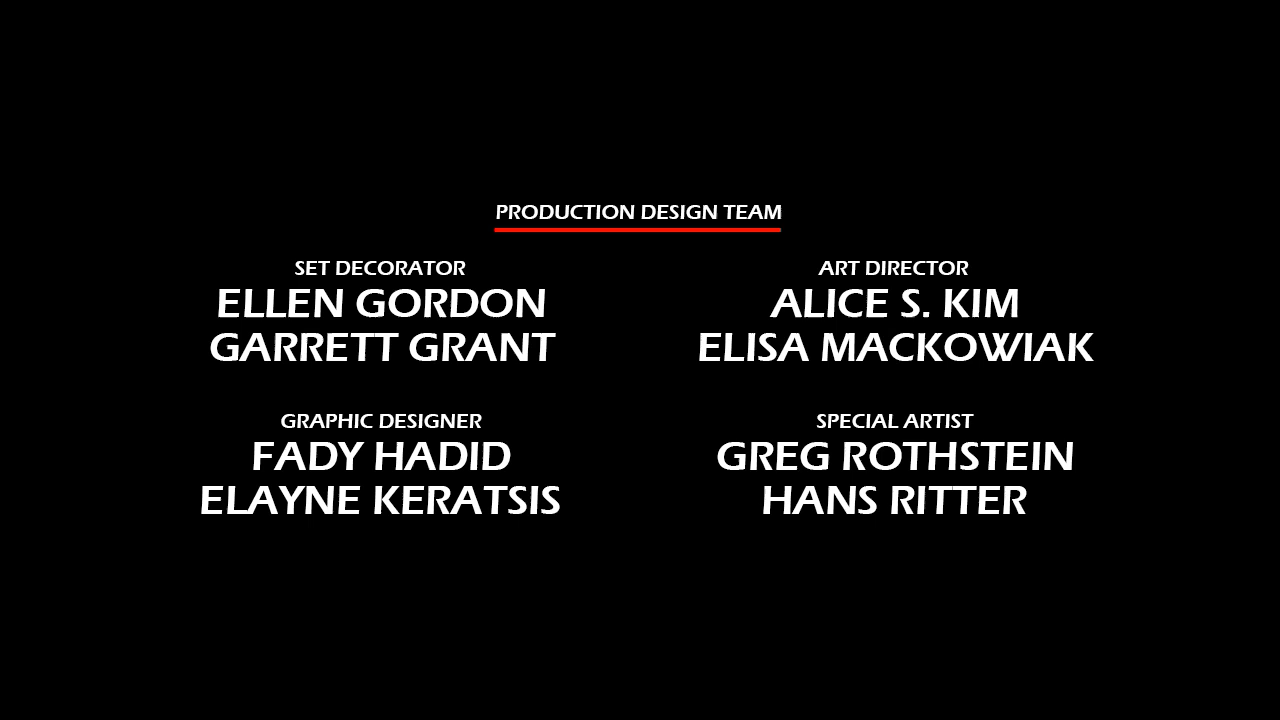 PRODUCTION DESIGN TEAM
SET DECORATOR
ELLEN GORDON
GARRETT GRANT
ART DIRECTOR
ALICE S. KIM
ELISA MACKOWIAK
GRAPHIC DESIGNER
FADY HADID
ELAYNE KERATSIS
SPECIAL ARTIST
GREG ROTHSTEIN
HANS RITTER